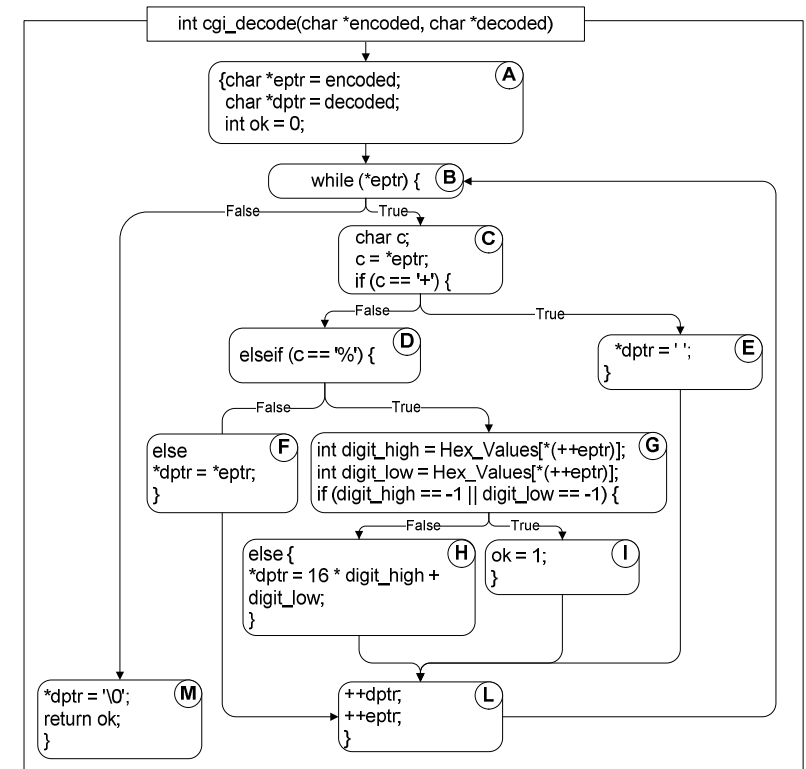 int cgi_decode(char *encoded, char *decoded)
A
{char *eptr = encoded;
char *dptr = decoded;
int ok = 0;
while (*eptr) {
B
False
True
char c;
C
c = *eptr;
if (c == '+') {
False
True
elseif (c == '%') {
D
*dptr = ' ';
E
}
False
True
else
F
*dptr = *eptr;
}
int digit_high = Hex_Values[*(++eptr)];
G
int digit_low = Hex_Values[*(++eptr)];
if (digit_high == -1 || digit_low == -1) {
False
True
else {
H
*dptr = 16 * digit_high +
digit_low;
}
ok = 1;
I
}
*dptr = '\0';
M
return ok;
}
++dptr;
L
++eptr;
}